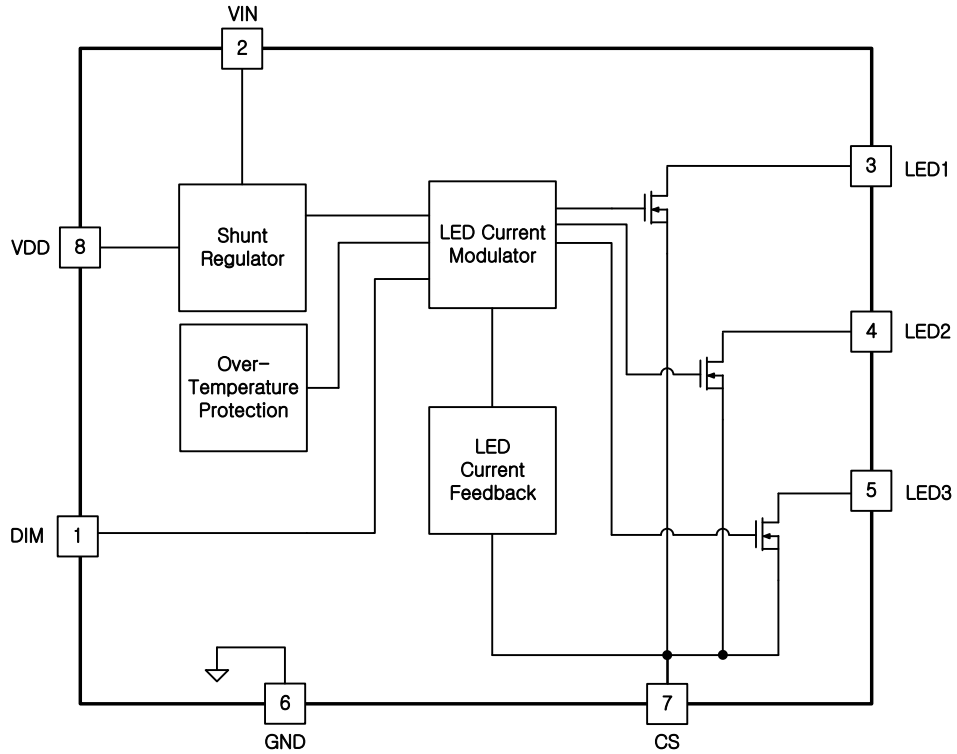 VIN
2
3
LED1
VDD
8
Shunt
Regulator
LED Current
Modulator
4
LED2
Over-
Temperature
Protection
LED
Current
Feedback
5
LED3
DIM
1
6
GND
7
CS